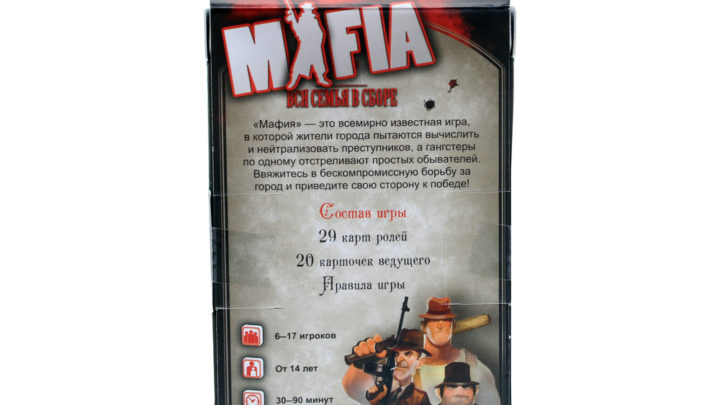 MAFIA
ВСЯ СЕМЬЯ В СБОРЕ
«Мафия» — это всемирно известная игра,
в которой жители города пытаются вычислить
и нейтрализовать преступников, а гангстеры
по одному отстреливают простых обывателей.
Ввяжитесь в бескомпромиссную борьбу за
город и приведите свою сторону к победе!
Состав игры
29 карт ролей
20 карточек ведущего
Правила игры
6–17 игроков
От 14 лет
30–90 минут